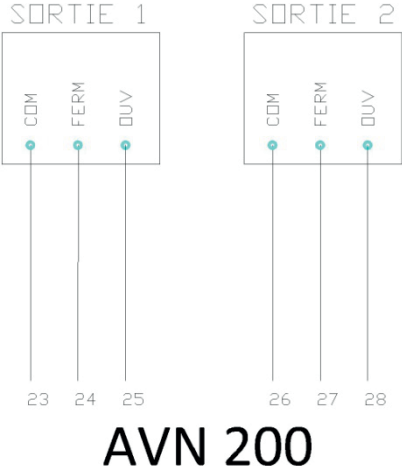 SORTIE 1
SORTIE 2
COM
FERM
OUV
COM
FERM
OUV
23
24
25
26
27
28
AVN 200